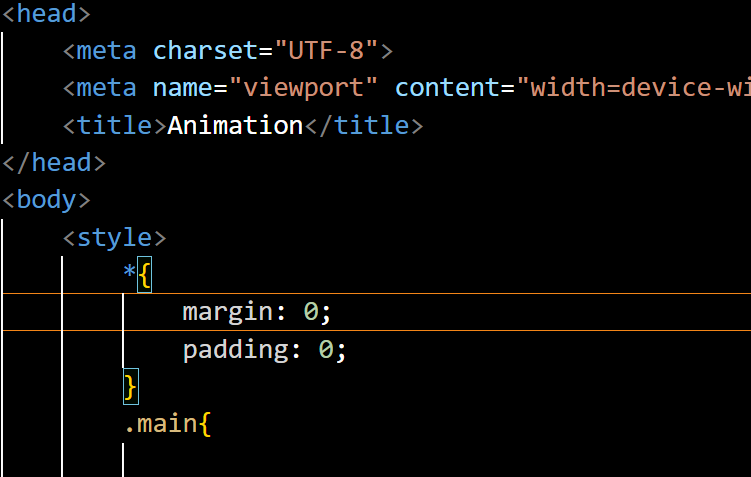 <head>
<meta charset="UTF-8">
<meta name="viewport" content="width=device-wi
<title>Animation</title>
</head>
<body>
<style>
*{
margin: 0;
padding: 0;
}
.main{